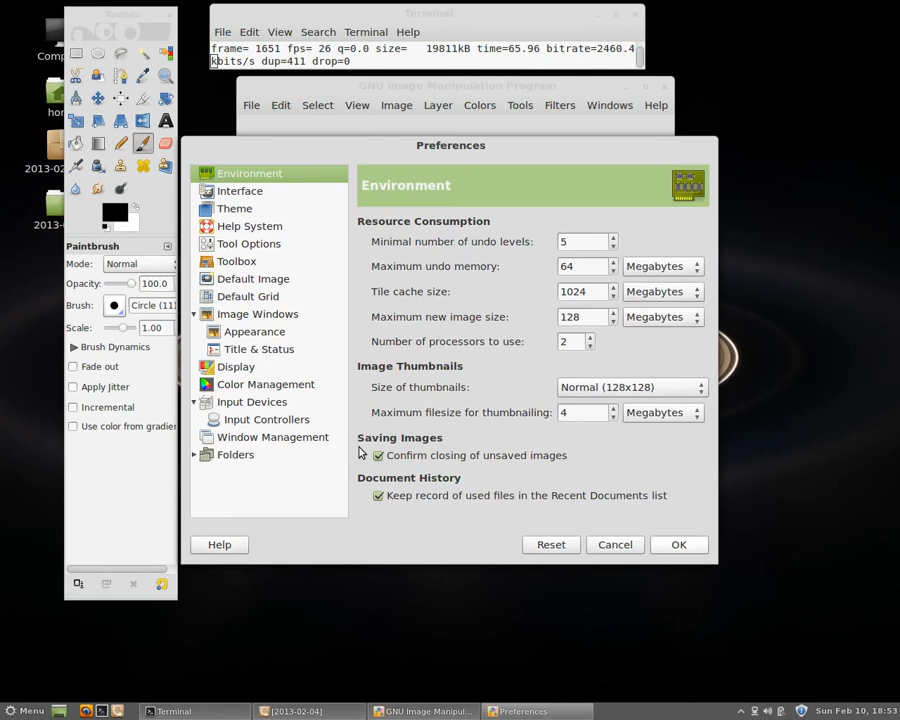 Toolbox
Terminal
File Edit View Search Terminal Help
frame= 1651 fps= 26 q=0.0 size=   19811kB time=65.96 bitrate=2460.4
kbits/s dup=411 drop=0
GNU Image Manipulation Program
File Edit Select View Image Layer Colors Tools Filters Windows Help
2013-02
2013-
Paintbrush
Mode: Normal
Opacity: 100.0
Brush: Circle (11)
Scale: 1.00
Brush Dynamics
Fade out
Apply Jitter
Incremental
Use color from gradien
Preferences
Environment
Interface
Theme
Help System
Tool Options
Toolbox
Default Image
Default Grid
Image Windows
Appearance
Title & Status
Display
Color Management
Input Devices
Input Controllers
Window Management
Folders
Environment
Resource Consumption
Minimal number of undo levels: 5
Maximum undo memory: 64 Megabytes
Tile cache size: 1024 Megabytes
Maximum new image size: 128 Megabytes
Number of processors to use: 2
Image Thumbnails
Size of thumbnails: Normal (128x128)
Maximum filesize for thumbnailing: 4 Megabytes
Saving Images
Confirm closing of unsaved images
Document History
Keep record of used files in the Recent Documents list
Help Reset Cancel OK
Menu Terminal [2013-02-04] GNU Image Manipul... Preferences Sun Feb 10, 18:53